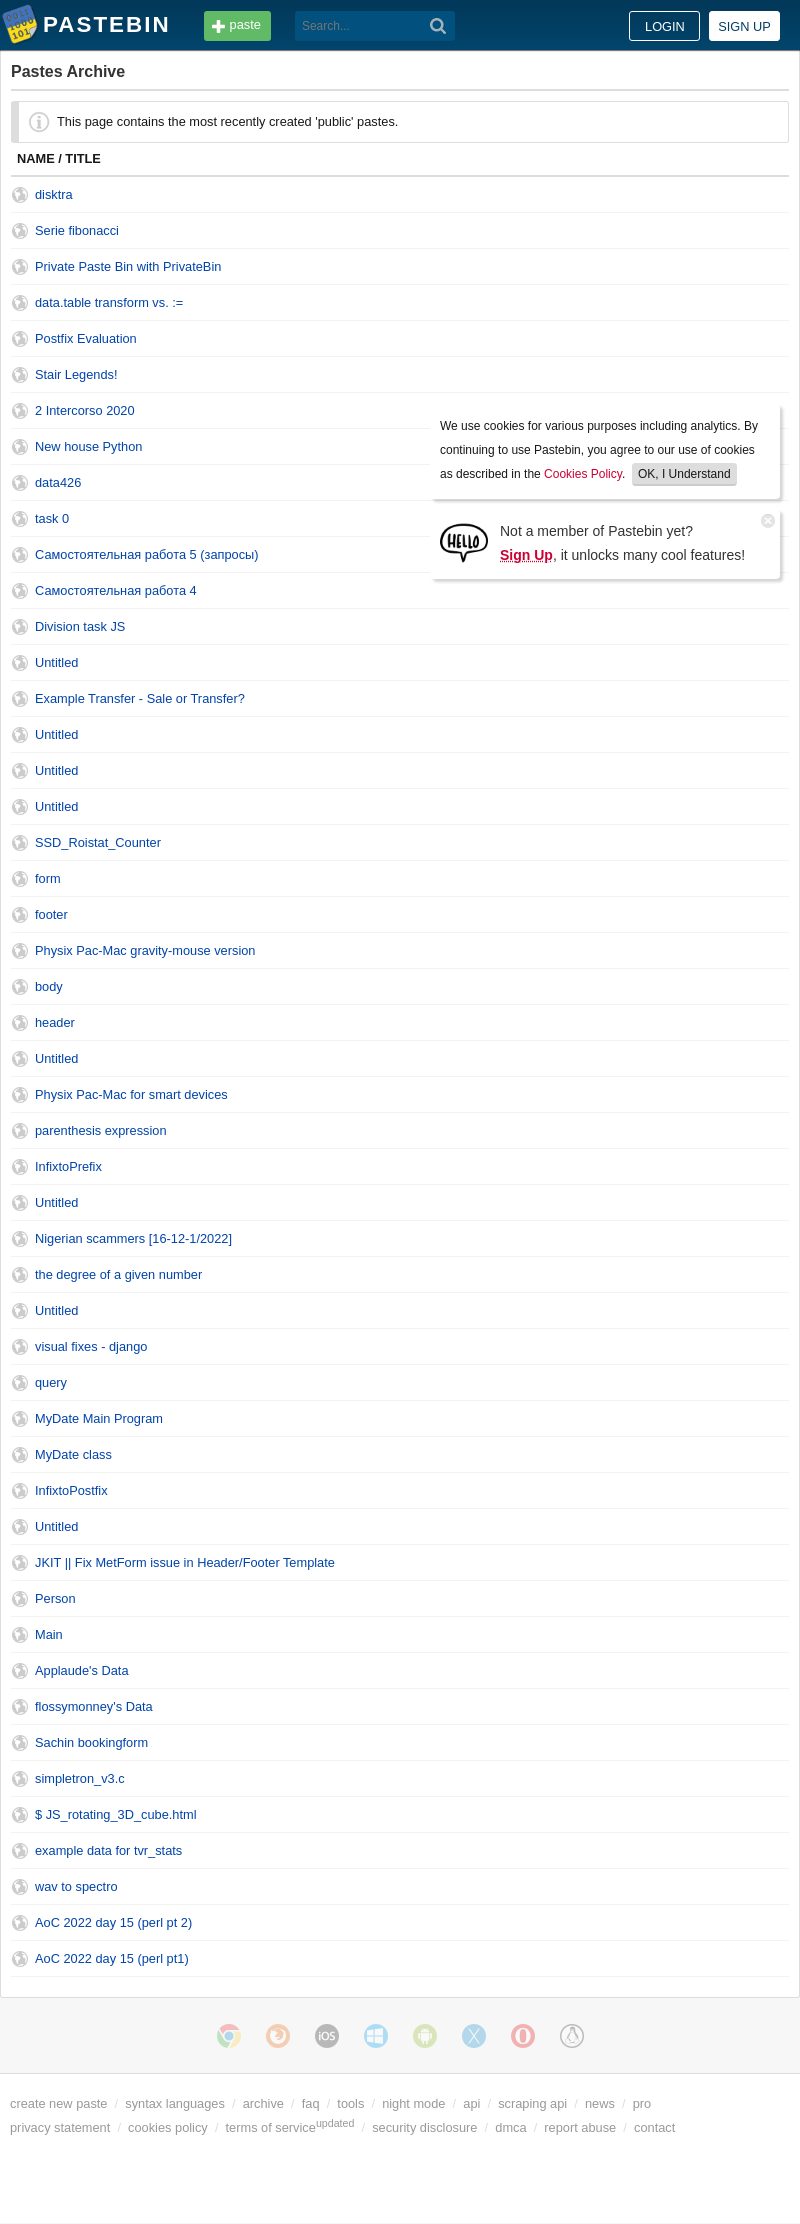 PASTEBIN
paste
Search...
LOGIN
SIGN UP
Pastes Archive
This page contains the most recently created 'public' pastes.
NAME / TITLE
disktra
Serie fibonacci
Private Paste Bin with PrivateBin
data.table transform vs. :=
Postfix Evaluation
Stair Legends!
2 Intercorso 2020
New house Python
data426
task 0
Самостоятельная работа 5 (запросы)
Самостоятельная работа 4
We use cookies for various purposes including analytics. By
continuing to use Pastebin, you agree to our use of cookies
as described in the Cookies Policy. OK, I Understand
HELLO
Not a member of Pastebin yet?
Sign Up, it unlocks many cool features!
Division task JS
Untitled
Example Transfer - Sale or Transfer?
Untitled
Untitled
Untitled
SSD_Roistat_Counter
form
footer
Physix Pac-Mac gravity-mouse version
body
header
Untitled
Physix Pac-Mac for smart devices
parenthesis expression
InfixtoPrefix
Untitled
Nigerian scammers [16-12-1/2022]
the degree of a given number
Untitled
visual fixes - django
query
MyDate Main Program
MyDate class
InfixtoPostfix
Untitled
JKIT || Fix MetForm issue in Header/Footer Template
Person
Main
Applaude's Data
flossymonney's Data
Sachin bookingform
simpletron_v3.c
$ JS_rotating_3D_cube.html
example data for tvr_stats
wav to spectro
AoC 2022 day 15 (perl pt 2)
AoC 2022 day 15 (perl pt1)
iOS
create new paste / syntax languages / archive / faq / tools / night mode / api / scraping api / news / pro
privacy statement / cookies policy / terms of serviceupdated / security disclosure / dmca / report abuse / contact